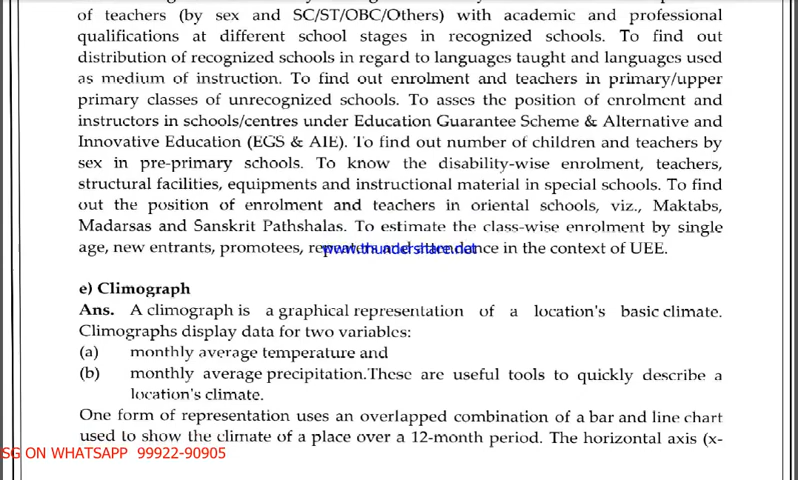 of teachers (by sex and SC/ST/OBC/Others) with academic and professional
qualifications at different school stages in recognized schools. To find out
distribution of recognized schools in regard to languages taught and languages used
as medium of instruction. To find out enrolment and teachers in primary/upper
primary classes of unrecognized schools. To asses the position of enrolment and
instructors in schools/centres under Education Guarantee Scheme & Alternative and
Innovative Education (EGS & AIE). To find out number of children and teachers by
sex in pre-primary schools. To know the disability-wise enrolment, teachers,
structural facilities, equipments and instructional material in special schools. To find
out the position of enrolment and teachers in oriental schools, viz., Maktabs,
Madarsas and Sanskrit Pathshalas. To estimate the class-wise enrolment by single
age, new entrants, promotees, repeaters and attendance in the context of UEE.
www.thundershare.net
e) Climograph
Ans. A climograph is a graphical representation of a location's basic climate.
Climographs display data for two variables:
(a) monthly average temperature and
(b) monthly average precipitation.These are useful tools to quickly describe a
location's climate.
One form of representation uses an overlapped combination of a bar and line chart
used to show the climate of a place over a 12-month period. The horizontal axis (x-
SG ON WHATSAPP 99922-90905